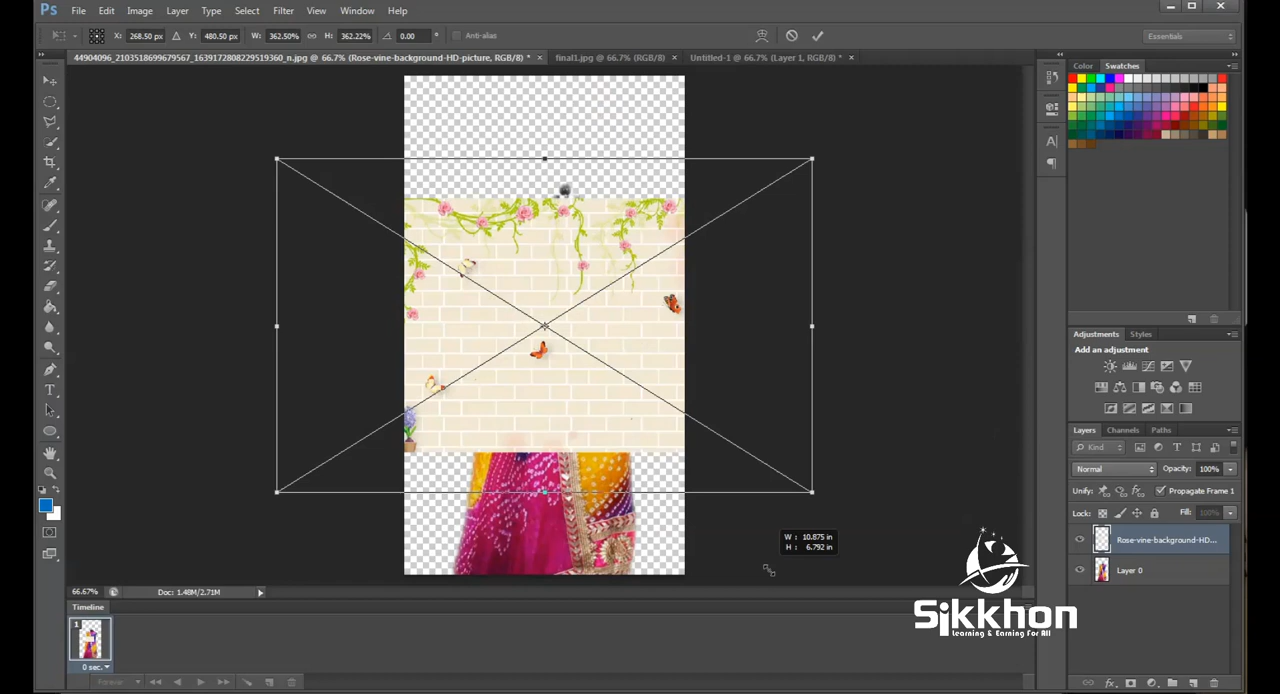 Ps File Edit Image Layer Type Select Filter View Window Help
X: 268.50 px Y: 480.50 px W: 362.50% H: 362.22% 0.00 ° Anti-alias Essentials
44904096_2103518699679567_1639172808229519360_n.jpg @ 66.7% (Rose-vine-background-HD-picture, RGB/8) * × final1.jpg @ 66.7% (RGB/8) × Untitled-1 @ 66.7% (Layer 1, RGB/8) * ×
Color Swatches
Adjustments Styles
Add an adjustment
Layers Channels Paths
Kind
Normal Opacity: 100%
Unify: Propagate Frame 1
Lock: Fill: 100%
Rose-vine-background-HD...
Layer 0
W : 10.875 in
H : 6.792 in
66.67% Doc: 1.48M/2.71M
Timeline
1
0 sec.
Forever
Sikkhon
Learning & Earning For All